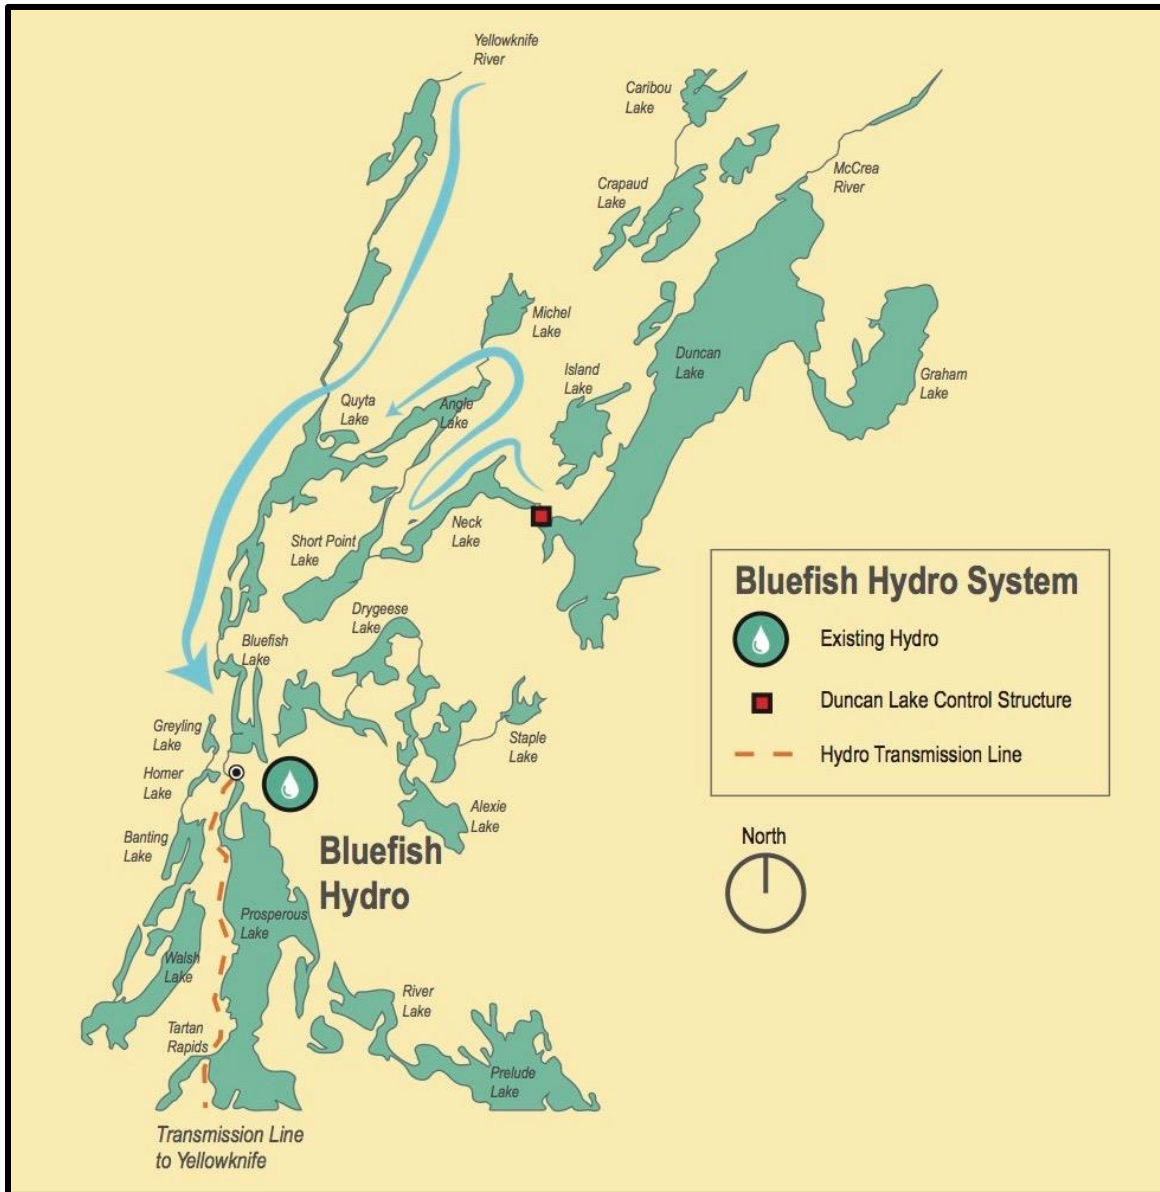 Yellowknife
River
Caribou
Lake
McCrea
River
Crapaud
Lake
Michel
Lake
Island
Lake
Duncan
Lake
Graham
Lake
Quyta
Lake
Angle
Lake
Neck
Lake
Short Point
Lake
Drygeese
Lake
Bluefish
Lake
Greyling
Lake
Staple
Lake
Homer
Lake
Alexie
Lake
Banting
Lake
Bluefish
Hydro
Prosperous
Lake
Walsh
Lake
River
Lake
Tartan
Rapids
Prelude
Lake
Transmission Line
to Yellowknife
Bluefish Hydro System
Existing Hydro
Duncan Lake Control Structure
Hydro Transmission Line
North